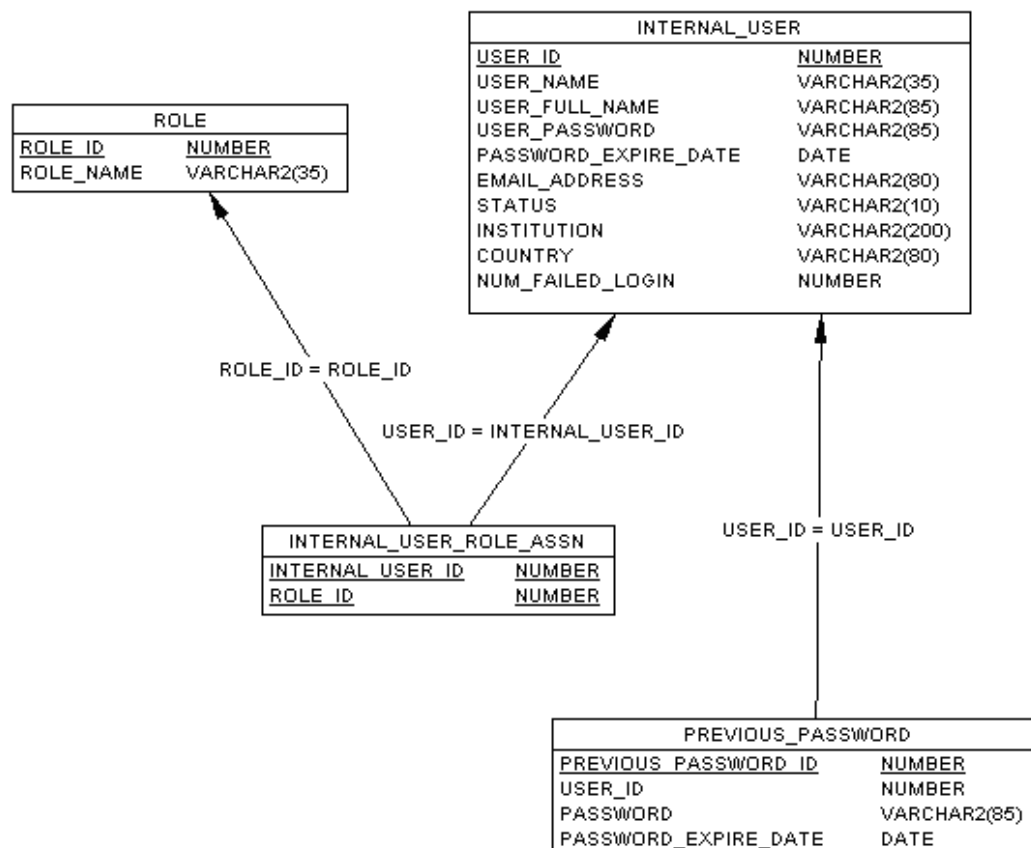 INTERNAL_USER
USER_ID NUMBER
USER_NAME VARCHAR2(35)
USER_FULL_NAME VARCHAR2(85)
USER_PASSWORD VARCHAR2(85)
PASSWORD_EXPIRE_DATE DATE
EMAIL_ADDRESS VARCHAR2(80)
STATUS VARCHAR2(10)
INSTITUTION VARCHAR2(200)
COUNTRY VARCHAR2(80)
NUM_FAILED_LOGIN NUMBER
ROLE
ROLE_ID NUMBER
ROLE_NAME VARCHAR2(35)
ROLE_ID = ROLE_ID
USER_ID = INTERNAL_USER_ID
USER_ID = USER_ID
INTERNAL_USER_ROLE_ASSN
INTERNAL_USER_ID NUMBER
ROLE_ID NUMBER
PREVIOUS_PASSWORD
PREVIOUS_PASSWORD_ID NUMBER
USER_ID NUMBER
PASSWORD VARCHAR2(85)
PASSWORD_EXPIRE_DATE DATE